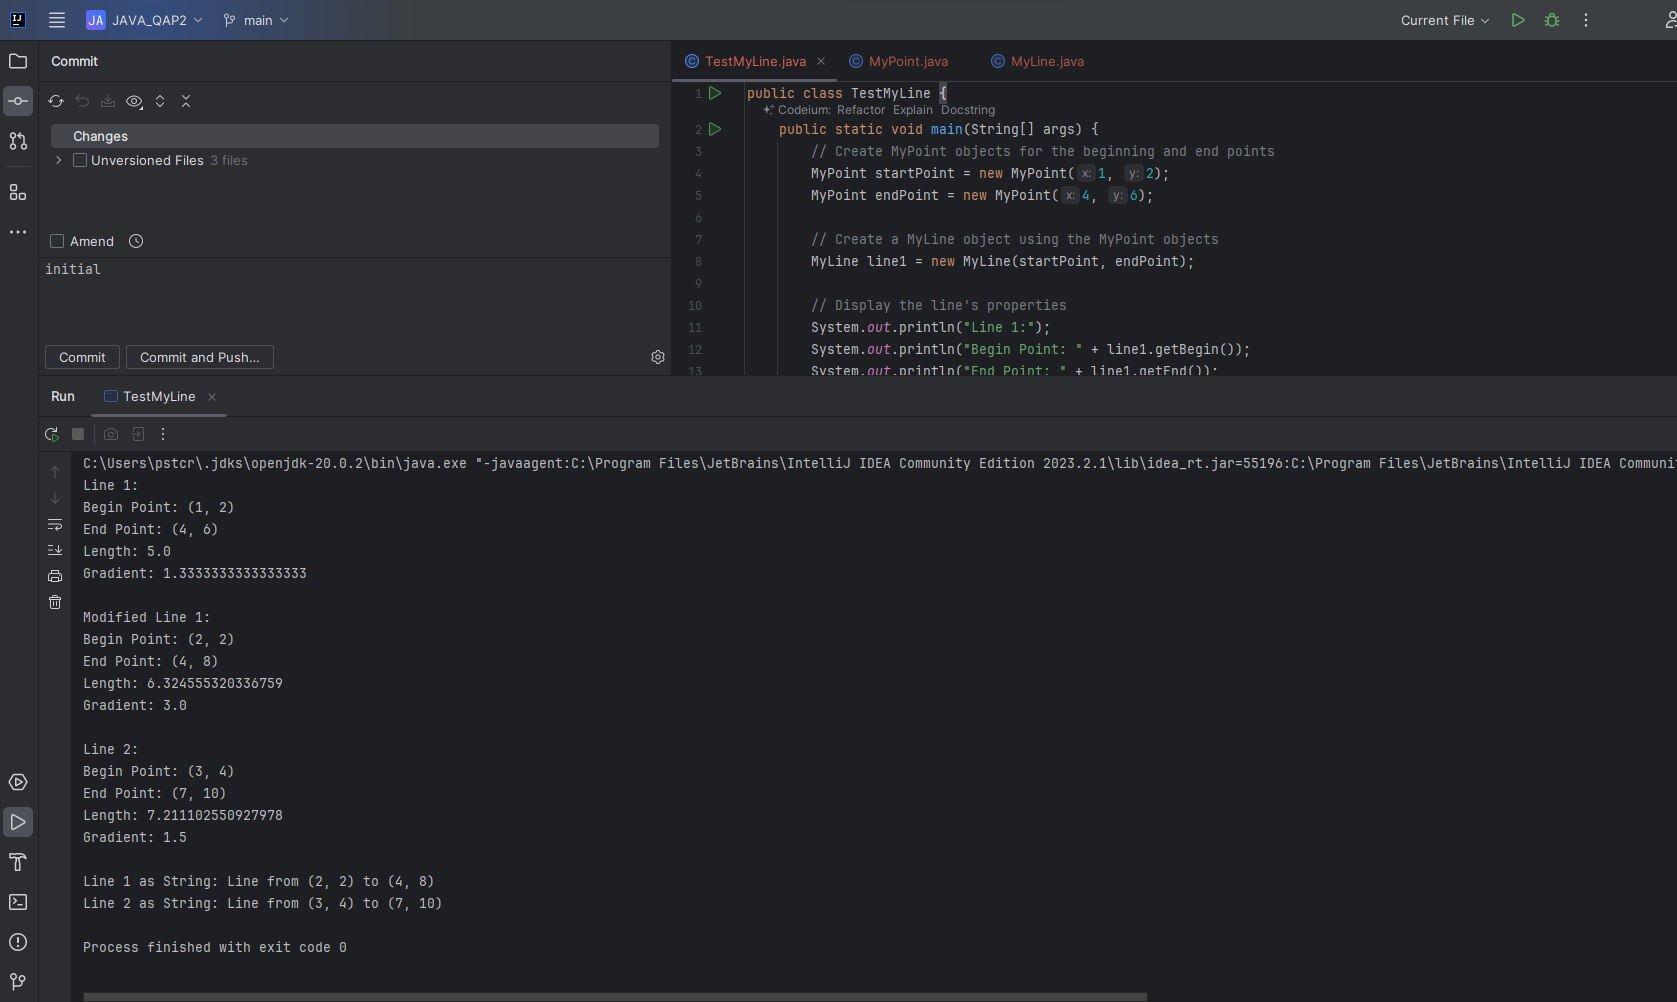 JA JAVA_QAP2 main Current File
Commit
Changes
Unversioned Files 3 files
Amend
initial
Commit Commit and Push...
TestMyLine.java MyPoint.java MyLine.java
1 public class TestMyLine {
Codeium: Refactor Explain Docstring
2 public static void main(String[] args) {
3 // Create MyPoint objects for the beginning and end points
4 MyPoint startPoint = new MyPoint( x: 1, y: 2);
5 MyPoint endPoint = new MyPoint( x: 4, y: 6);
6
7 // Create a MyLine object using the MyPoint objects
8 MyLine line1 = new MyLine(startPoint, endPoint);
9
10 // Display the line's properties
11 System.out.println("Line 1:");
12 System.out.println("Begin Point: " + line1.getBegin());
13 System.out.println("End Point: " + line1.getEnd());
Run TestMyLine
C:\Users\pstcr\.jdks\openjdk-20.0.2\bin\java.exe "-javaagent:C:\Program Files\JetBrains\IntelliJ IDEA Community Edition 2023.2.1\lib\idea_rt.jar=55196:C:\Program Files\JetBrains\IntelliJ IDEA Communi
Line 1:
Begin Point: (1, 2)
End Point: (4, 6)
Length: 5.0
Gradient: 1.3333333333333333
Modified Line 1:
Begin Point: (2, 2)
End Point: (4, 8)
Length: 6.324555320336759
Gradient: 3.0
Line 2:
Begin Point: (3, 4)
End Point: (7, 10)
Length: 7.211102550927978
Gradient: 1.5
Line 1 as String: Line from (2, 2) to (4, 8)
Line 2 as String: Line from (3, 4) to (7, 10)
Process finished with exit code 0